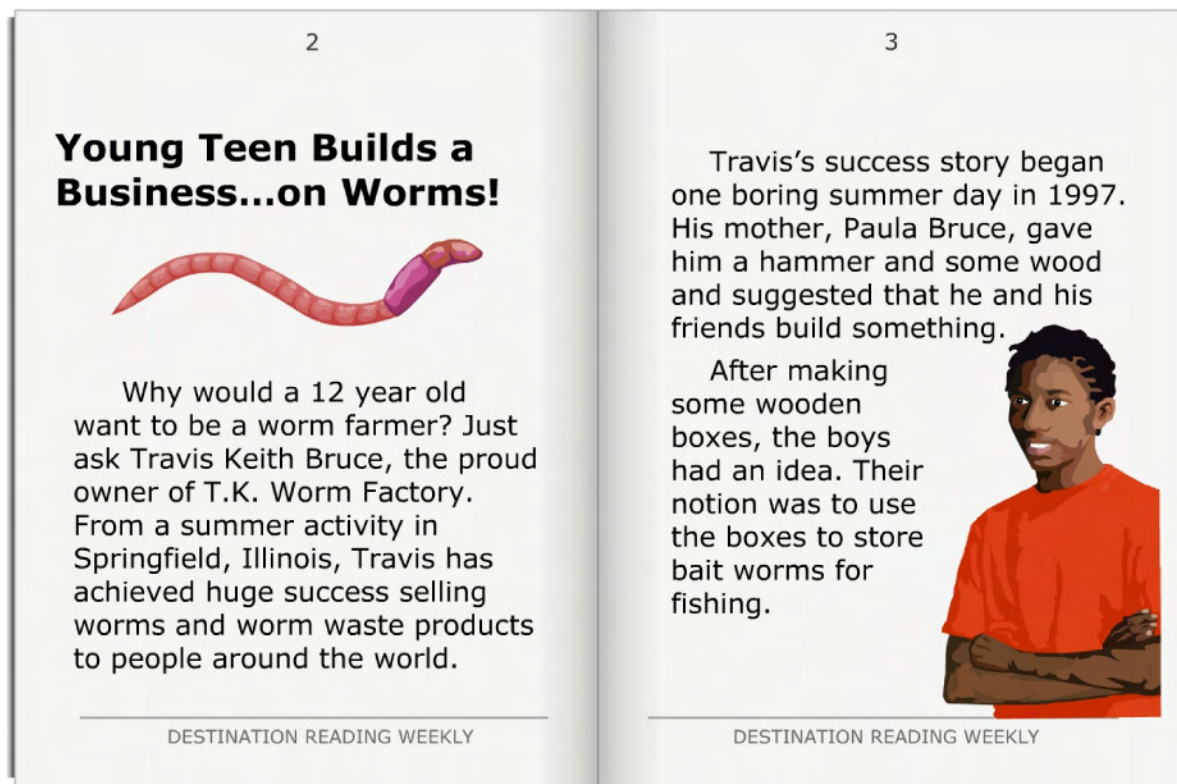 2
Young Teen Builds a
Business...on Worms!
Why would a 12 year old
want to be a worm farmer? Just
ask Travis Keith Bruce, the proud
owner of T.K. Worm Factory.
From a summer activity in
Springfield, Illinois, Travis has
achieved huge success selling
worms and worm waste products
to people around the world.
DESTINATION READING WEEKLY
3
Travis’s success story began
one boring summer day in 1997.
His mother, Paula Bruce, gave
him a hammer and some wood
and suggested that he and his
friends build something.
After making
some wooden
boxes, the boys
had an idea. Their
notion was to use
the boxes to store
bait worms for
fishing.
DESTINATION READING WEEKLY